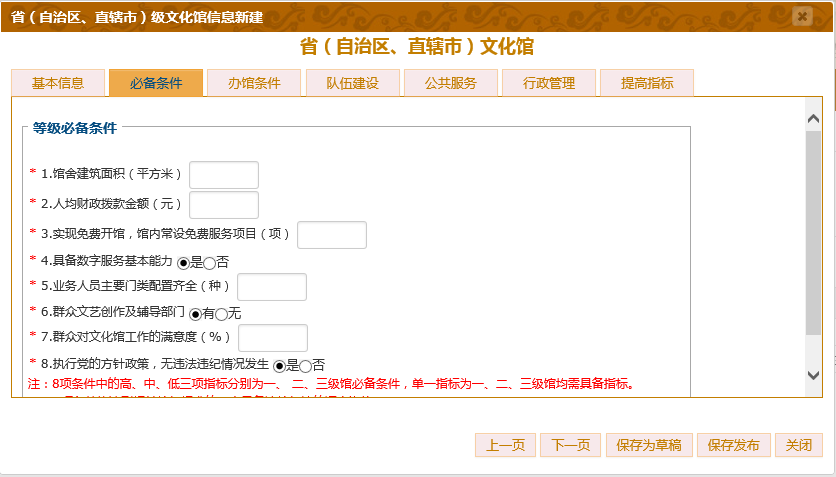 省（自治区、直辖市）级文化馆信息新建
省（自治区、直辖市）文化馆
基本信息 必备条件 办馆条件 队伍建设 公共服务 行政管理 提高指标
等级必备条件
* 1.馆舍建筑面积（平方米）
* 2.人均财政拨款金额（元）
* 3.实现免费开馆，馆内常设免费服务项目（项）
* 4.具备数字服务基本能力 是 否
* 5.业务人员主要门类配置齐全（种）
* 6.群众文艺创作及辅导部门 有 无
* 7.群众对文化馆工作的满意度（%）
* 8.执行党的方针政策，无违法违纪情况发生 是 否
注：8项条件中的高、中、低三项指标分别为一、 二、三级馆必备条件，单一指标为一、二、三级馆均需具备指标。
上一页 下一页 保存为草稿 保存发布 关闭